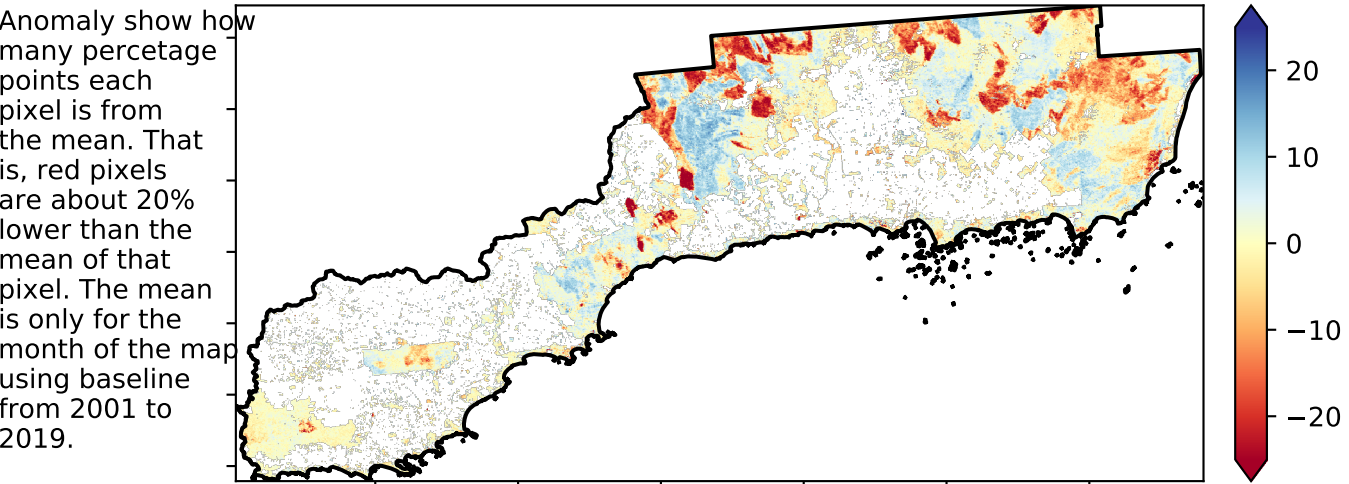 Anomaly show how
many percetage
points each
pixel is from
the mean. That
is, red pixels
are about 20%
lower than the
mean of that
pixel. The mean
is only for the
month of the map
using baseline
from 2001 to
2019.
20
10
0
−10
−20